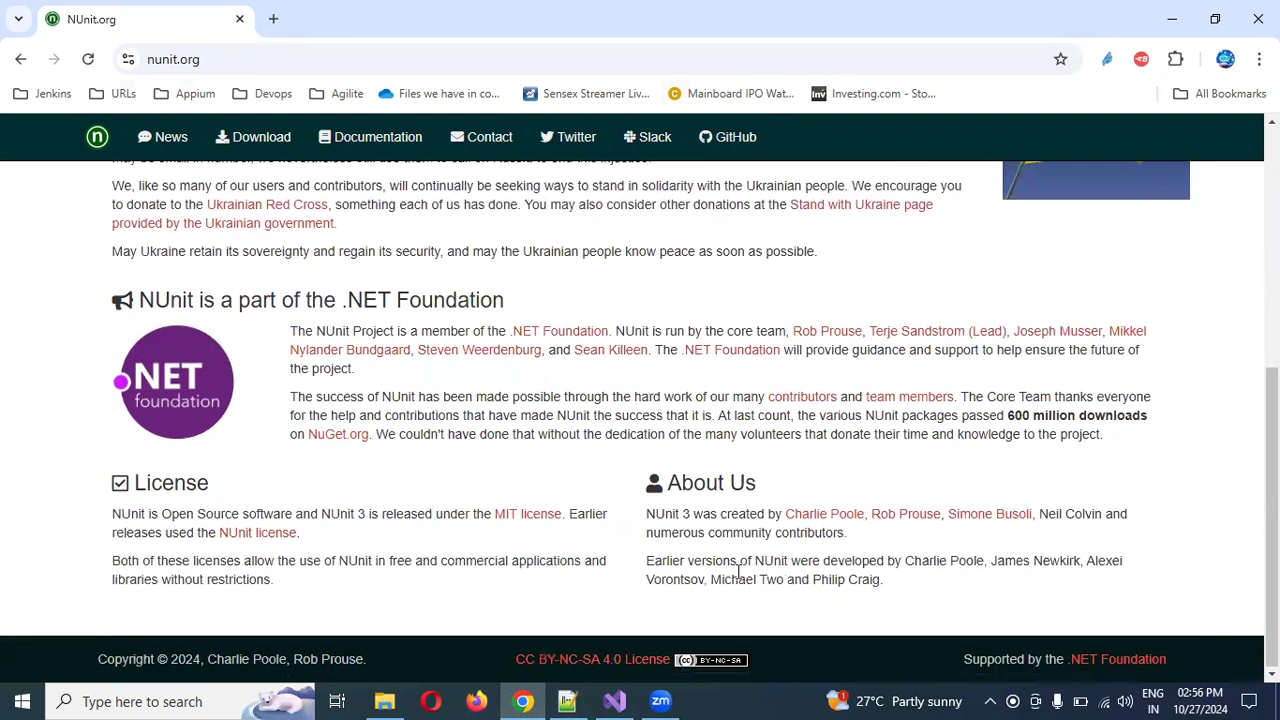 NUnit.org
nunit.org
Jenkins
URLs
Appium
Devops
Agilite
Files we have in co...
Sensex Streamer Liv...
Mainboard IPO Wat...
Investing.com - Sto...
All Bookmarks
n News Download Documentation Contact Twitter Slack GitHub
We, like so many of our users and contributors, will continually be seeking ways to stand in solidarity with the Ukrainian people. We encourage you
to donate to the Ukrainian Red Cross, something each of us has done. You may also consider other donations at the Stand with Ukraine page
provided by the Ukrainian government.
May Ukraine retain its sovereignty and regain its security, and may the Ukrainian people know peace as soon as possible.
NUnit is a part of the .NET Foundation
.NET
foundation
The NUnit Project is a member of the .NET Foundation. NUnit is run by the core team, Rob Prouse, Terje Sandstrom (Lead), Joseph Musser, Mikkel
Nylander Bundgaard, Steven Weerdenburg, and Sean Killeen. The .NET Foundation will provide guidance and support to help ensure the future of
the project.
The success of NUnit has been made possible through the hard work of our many contributors and team members. The Core Team thanks everyone
for the help and contributions that have made NUnit the success that it is. At last count, the various NUnit packages passed 600 million downloads
on NuGet.org. We couldn't have done that without the dedication of the many volunteers that donate their time and knowledge to the project.
License
NUnit is Open Source software and NUnit 3 is released under the MIT license. Earlier
releases used the NUnit license.
Both of these licenses allow the use of NUnit in free and commercial applications and
libraries without restrictions.
About Us
NUnit 3 was created by Charlie Poole, Rob Prouse, Simone Busoli, Neil Colvin and
numerous community contributors.
Earlier versions of NUnit were developed by Charlie Poole, James Newkirk, Alexei
Vorontsov, Michael Two and Philip Craig.
Copyright © 2024, Charlie Poole, Rob Prouse.
CC BY-NC-SA 4.0 License
cc BY-NC-SA
Supported by the .NET Foundation
Type here to search
zm
1
27°C Partly sunny
ENG
IN
02:56 PM
10/27/2024